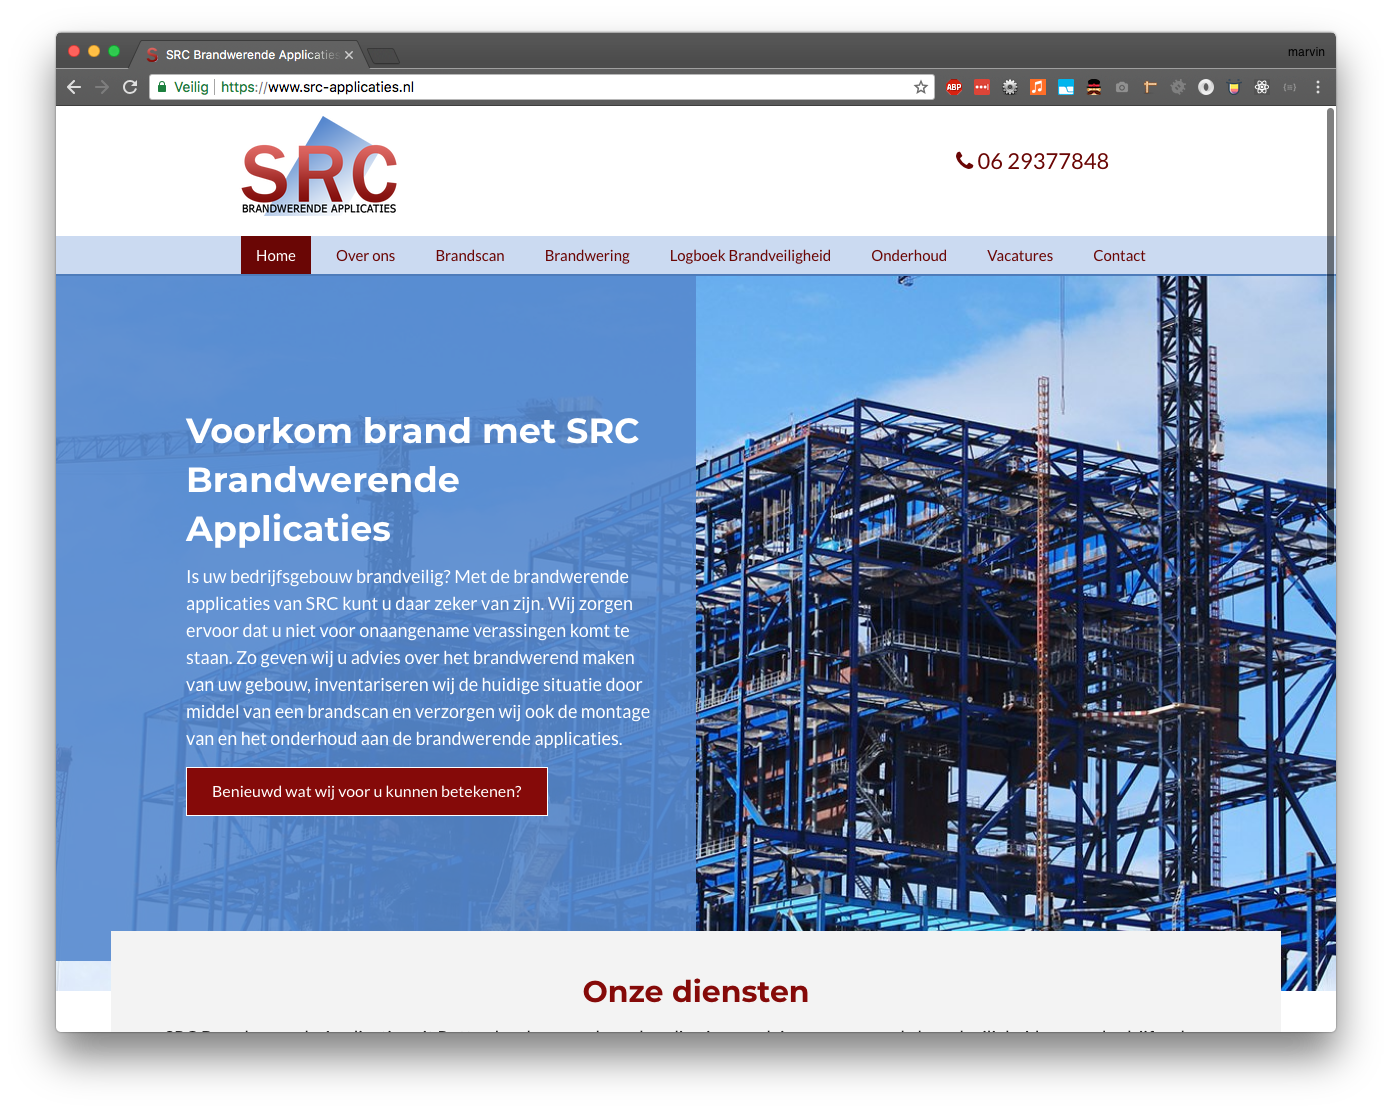 SRC Brandwerende Applicaties
marvin
Veilig https://www.src-applicaties.nl
ABP
SRC
BRANDWERENDE APPLICATIES
06 29377848
Home Over ons Brandscan Brandwering Logboek Brandveiligheid Onderhoud Vacatures Contact
Voorkom brand met SRC
Brandwerende
Applicaties
Is uw bedrijfsgebouw brandveilig? Met de brandwerende
applicaties van SRC kunt u daar zeker van zijn. Wij zorgen
ervoor dat u niet voor onaangename verassingen komt te
staan. Zo geven wij u advies over het brandwerend maken
van uw gebouw, inventariseren wij de huidige situatie door
middel van een brandscan en verzorgen wij ook de montage
van en het onderhoud aan de brandwerende applicaties.
Benieuwd wat wij voor u kunnen betekenen?
Onze diensten